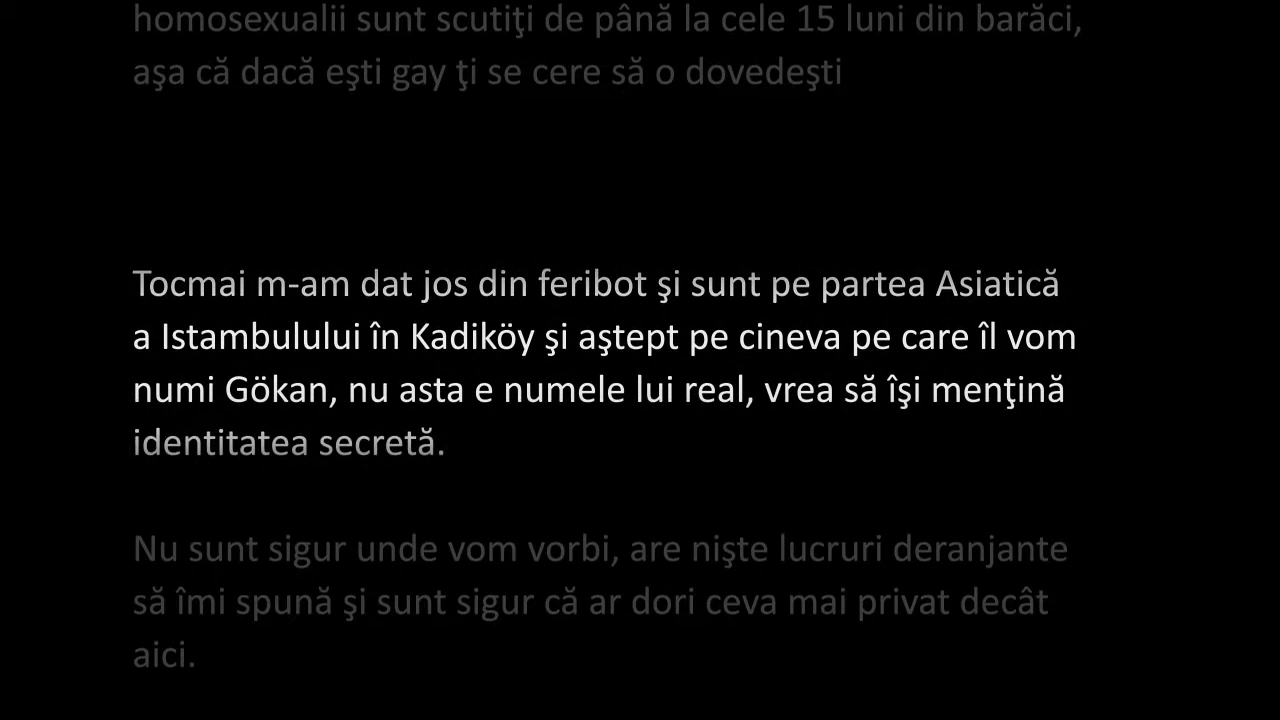 homosexualii sunt scutiţi de până la cele 15 luni din barăci,
aşa că dacă eşti gay ţi se cere să o dovedeşti
Tocmai m-am dat jos din feribot şi sunt pe partea Asiatică
a Istambulului în Kadiköy şi aştept pe cineva pe care îl vom
numi Gökan, nu asta e numele lui real, vrea să îşi menţină
identitatea secretă.
Nu sunt sigur unde vom vorbi, are nişte lucruri deranjante
să îmi spună şi sunt sigur că ar dori ceva mai privat decât
aici.